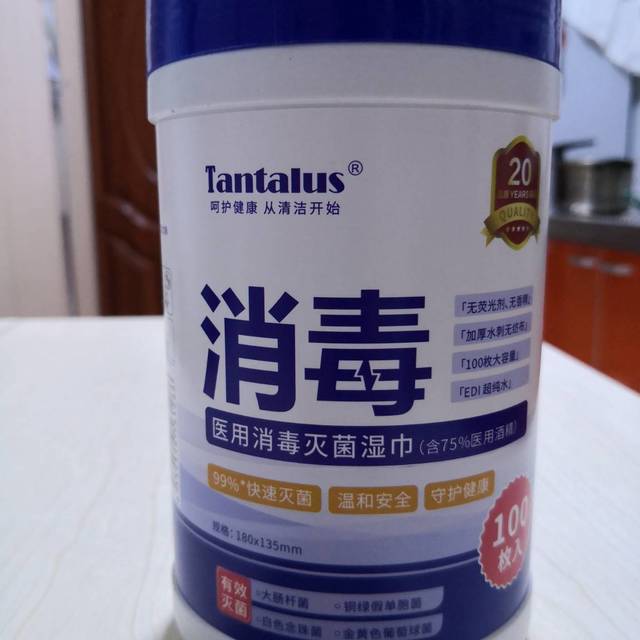 Tantalus®
呵护健康 从清洁开始
20
YEARS
QUALITY
消毒
「无荧光剂、无香精」
「加厚水刺无纺布」
「100枚大容量」
「EDI 超纯水」
医用消毒灭菌湿巾(含75%医用酒精)
99%*快速灭菌
温和安全
守护健康
规格:180x135mm
100
枚入
有效
灭菌
○大肠杆菌 ○铜绿假单胞菌
○白色念珠菌 ○金黄色葡萄球菌